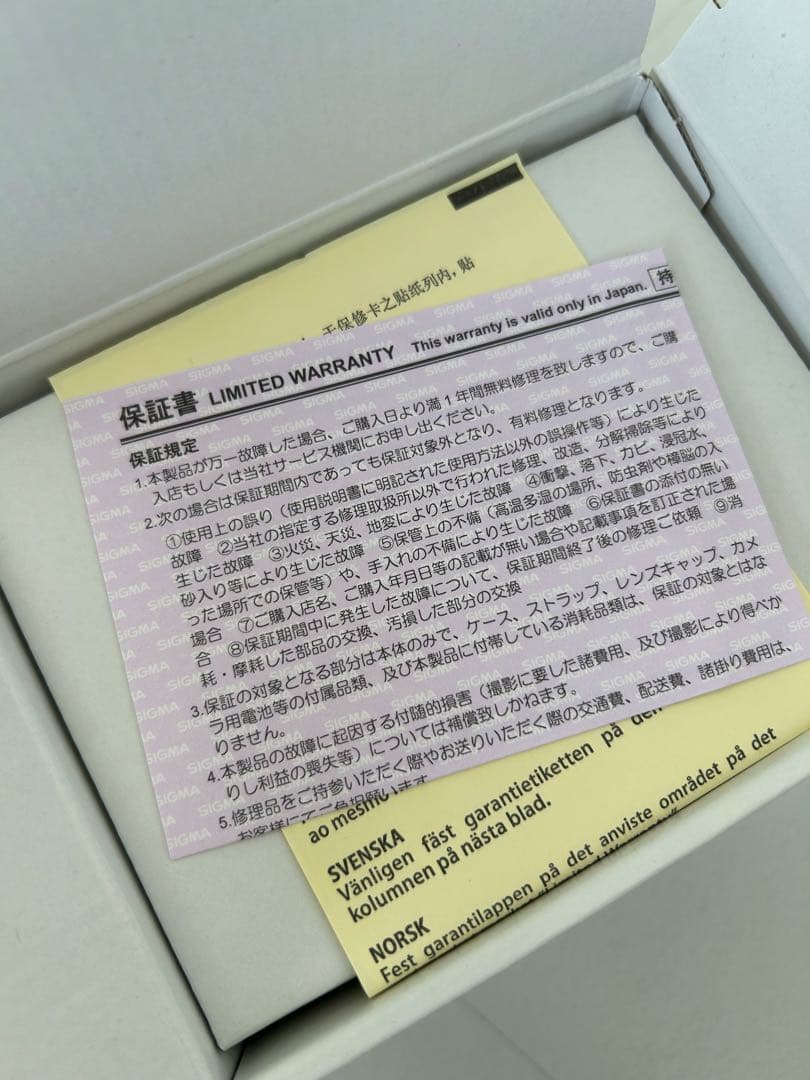 于保修卡之贴纸列内，贴
保証書 LIMITED WARRANTY This warranty is valid only in Japan. 持
保証規定
1.本製品が万一故障した場合、ご購入日より満1年間無料修理を致しますので、ご購
入店もしくは当社サービス機関にお申し出ください。
2.次の場合は保証期間内であっても保証対象外となり、有料修理となります。
①使用上の誤り（使用説明書に明記された使用方法以外の誤操作等）により生じた
故障 ②当社の指定する修理取扱所以外で行われた修理、改造、分解掃除等により
生じた故障 ③火災、天災、地変により生じた故障 ④衝撃、落下、カビ、浸冠水、
砂入り等により生じた故障 ⑤保管上の不備（高温多湿の場所、防虫剤や樟脳の入
った場所での保管等）や、手入れの不備により生じた故障 ⑥保証書の添付の無い
場合 ⑦ご購入店名、ご購入年月日等の記載が無い場合や記載事項を訂正された場
合 ⑧保証期間中に発生した故障について、保証期間終了後の修理ご依頼 ⑨消
耗・摩耗した部品の交換、汚損した部分の交換
3.保証の対象となる部分は本体のみで、ケース、ストラップ、レンズキャップ、カメ
ラ用電池等の付属品類、及び本製品に付帯している消耗品類は、保証の対象とはな
りません。
4.本製品の故障に起因する付随的損害（撮影に要した諸費用、及び撮影により得べか
りし利益の喪失等）については補償致しかねます。
5.修理品をご持参いただく際やお送りいただく際の交通費、配送費、諸掛り費用は、
お客様にてご負担願います
ao mesmo
SVENSKA
Vänligen fäst garantietiketten på den
kolumnen på nästa blad.
NORSK
Fest garantilappen på det anviste området på det